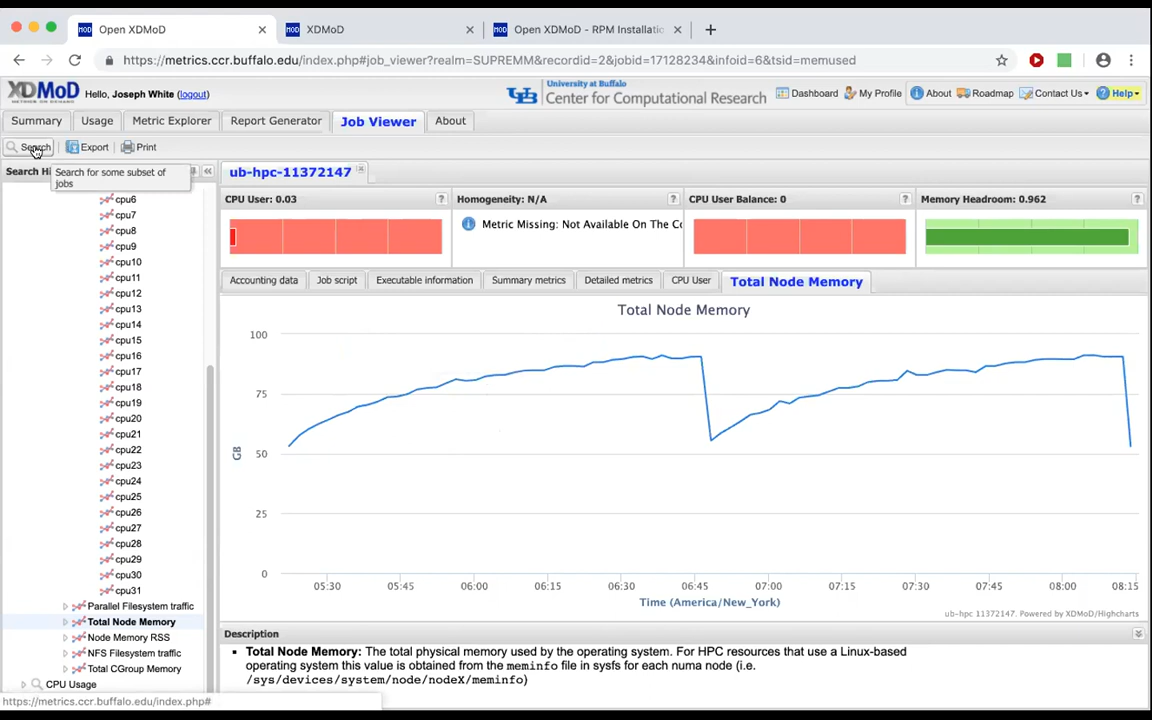 Open XDMoD
XDMoD
Open XDMoD - RPM Installatio
https://metrics.ccr.buffalo.edu/index.php#job_viewer?realm=SUPREMM&recordid=2&jobid=17128234&infoid=6&tsid=memused
XDMoD
METRICS ON DEMAND
Hello, Joseph White (logout)
University at Buffalo
Center for Computational Research
Dashboard
My Profile
About
Roadmap
Contact Us
Help
Summary
Usage
Metric Explorer
Report Generator
Job Viewer
About
Search
Export
Print
Search Hi
Search for some subset of
jobs
ub-hpc-11372147
CPU User: 0.03
?
Homogeneity: N/A
?
CPU User Balance: 0
?
Memory Headroom: 0.962
?
Metric Missing: Not Available On The Co
Accounting data
Job script
Executable information
Summary metrics
Detailed metrics
CPU User
Total Node Memory
cpu6
cpu7
cpu8
cpu9
cpu10
cpu11
cpu12
cpu13
cpu14
cpu15
cpu16
cpu17
cpu18
cpu19
cpu20
cpu21
cpu22
cpu23
cpu24
cpu25
cpu26
cpu27
cpu28
cpu29
cpu30
cpu31
Parallel Filesystem traffic
Total Node Memory
Node Memory RSS
NFS Filesystem traffic
Total CGroup Memory
CPU Usage
https://metrics.ccr.buffalo.edu/index.php#
Total Node Memory
100
75
50
25
0
GB
05:30
05:45
06:00
06:15
06:30
06:45
07:00
07:15
07:30
07:45
08:00
08:15
Time (America/New_York)
ub-hpc 11372147. Powered by XDMoD/Highcharts
Description
Total Node Memory: The total physical memory used by the operating system. For HPC resources that use a Linux-based
operating system this value is obtained from the meminfo file in sysfs for each numa node (i.e.
/sys/devices/system/node/nodeX/meminfo)